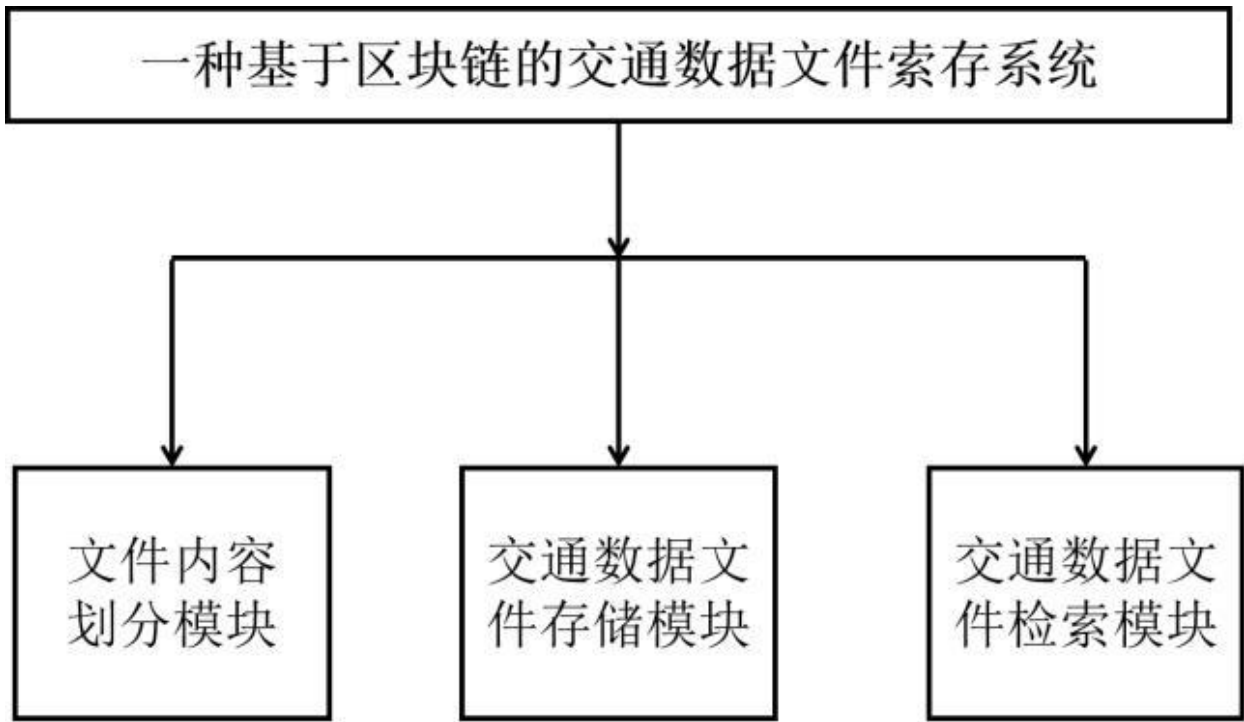 一种基于区块链的交通数据文件索存系统
文件内容
划分模块
交通数据文
件存储模块
交通数据文
件检索模块